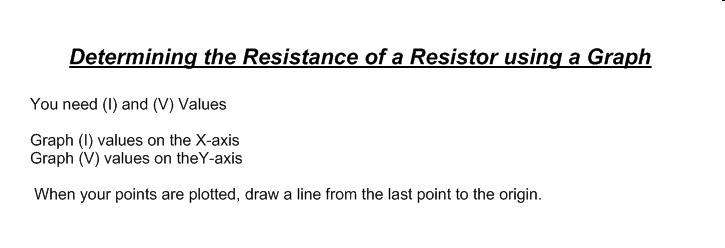 Determining the Resistance of a Resistor using a Graph
You need (I) and (V) Values
Graph (I) values on the X-axis
Graph (V) values on theY-axis
When your points are plotted, draw a line from the last point to the origin.